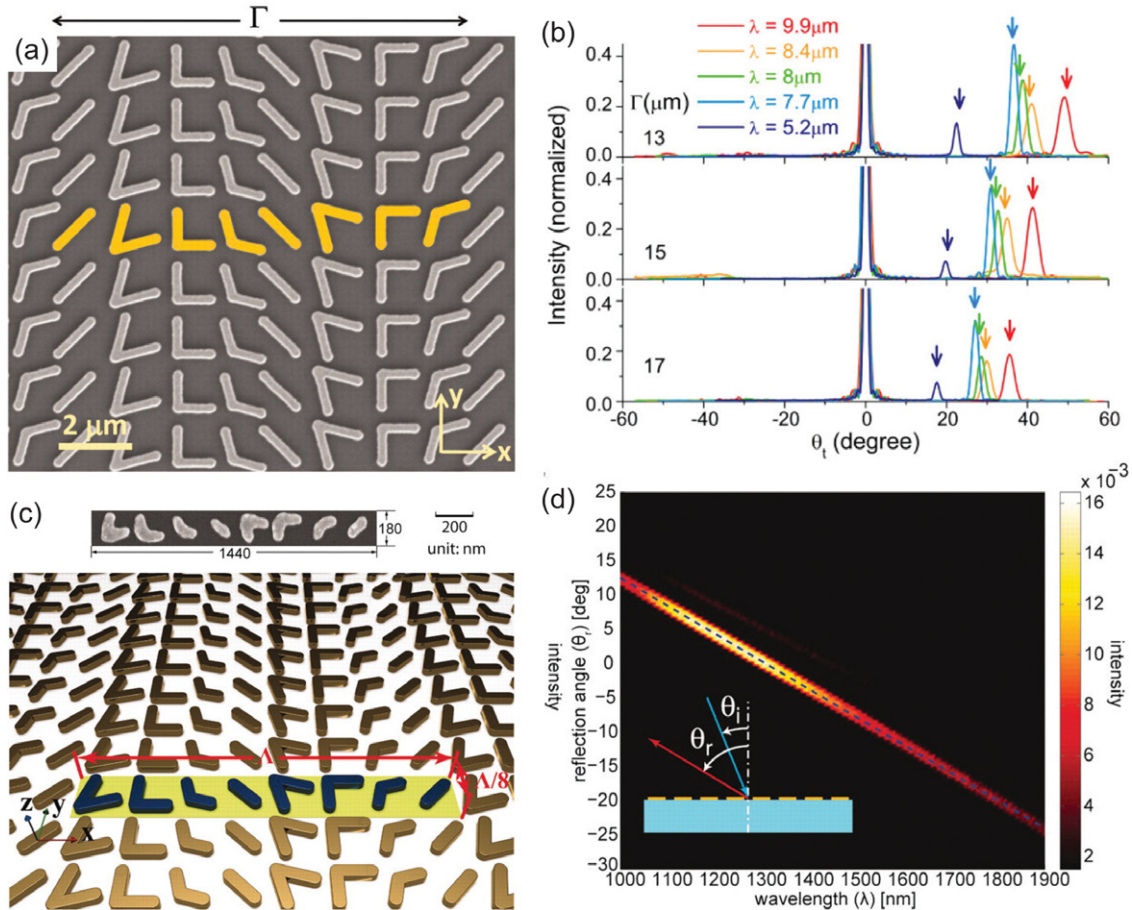 (a)
Γ
2 μm
y
x
(b)
λ = 9.9μm
λ = 8.4μm
λ = 8μm
λ = 7.7μm
λ = 5.2μm
Γ(μm)
13
15
17
0.4
0.2
0.0
0.4
0.2
0.0
0.4
0.2
0.0
Intensity (normalized)
-60 -40 -20 0 20 40 60
θt (degree)
(c)
180
1440
200
unit: nm
Λ
Λ/8
z
y
x
(d)
intensity
reflection angle (θr) [deg]
25
20
15
10
5
0
−5
−10
−15
−20
−25
−30
θi
θr
1000 1100 1200 1300 1400 1500 1600 1700 1800 1900
wavelength (λ) [nm]
x 10⁻³
16
14
12
10
8
6
4
2
intensity